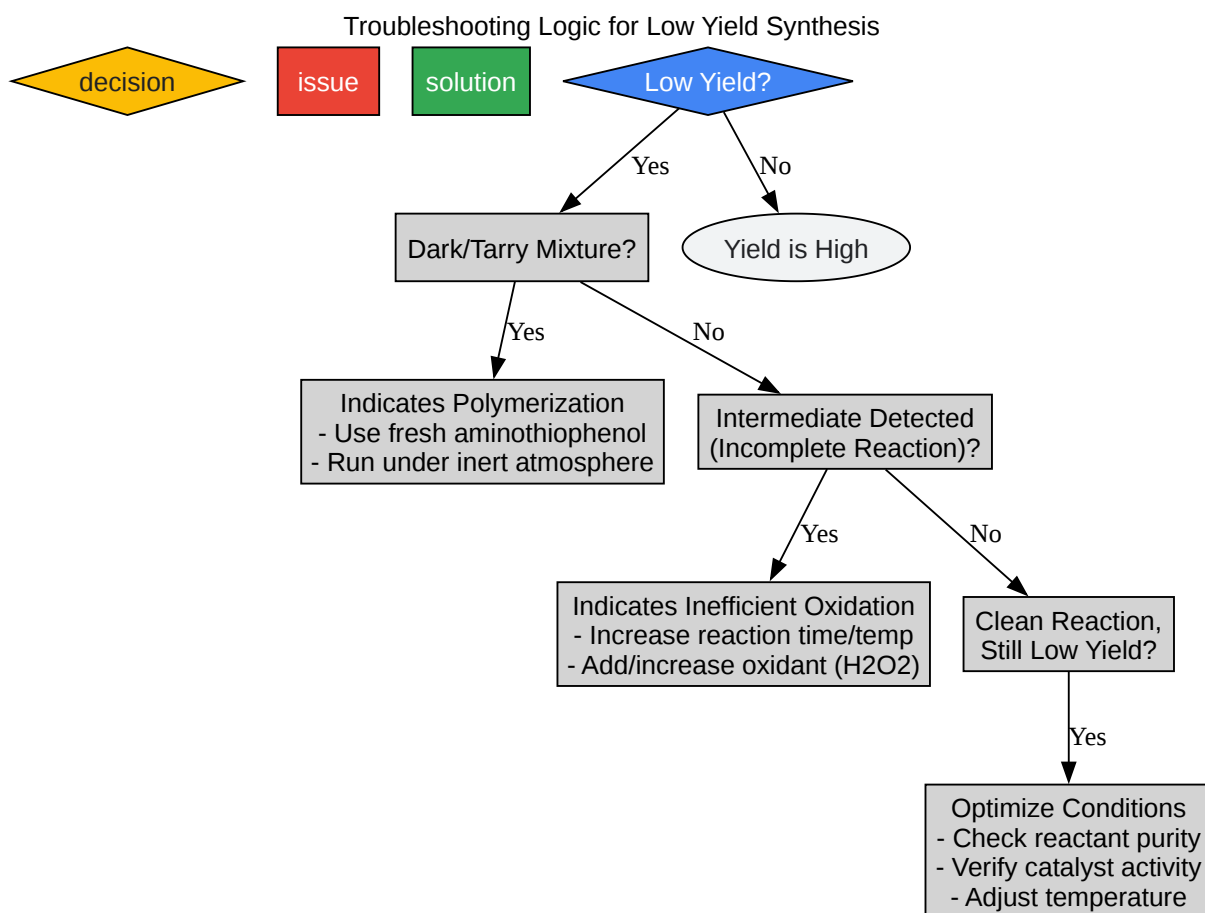 Troubleshooting Logic for Low Yield Synthesis
decision
issue
solution
Low Yield?
Yes
No
Dark/Tarry Mixture?
Yield is High
Yes
No
Indicates Polymerization
- Use fresh aminothiophenol
- Run under inert atmosphere
Intermediate Detected
(Incomplete Reaction)?
Yes
No
Indicates Inefficient Oxidation
- Increase reaction time/temp
- Add/increase oxidant (H2O2)
Clean Reaction,
Still Low Yield?
Yes
Optimize Conditions
- Check reactant purity
- Verify catalyst activity
- Adjust temperature